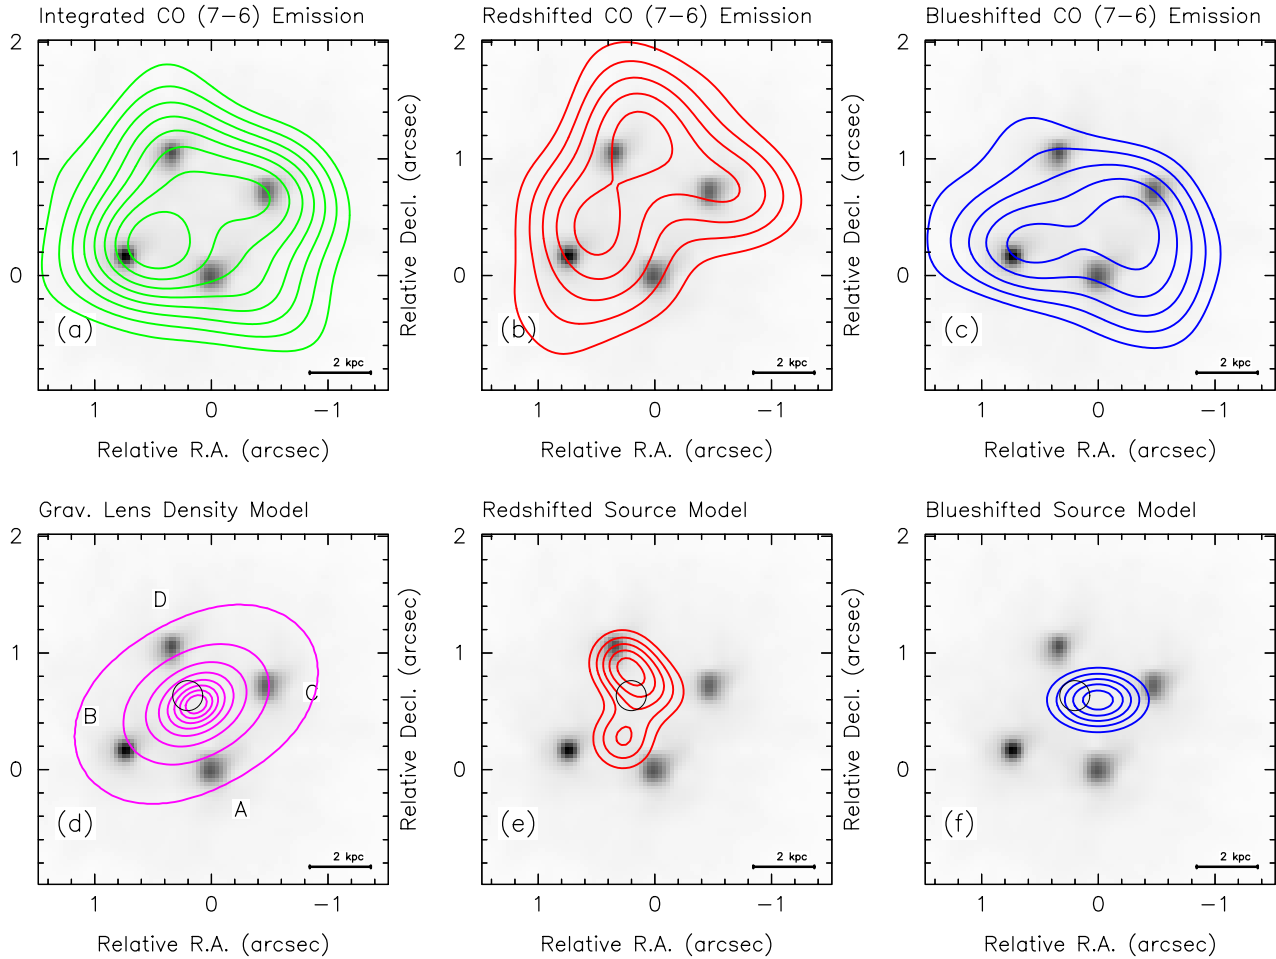 Integrated CO (7-6) Emission
Redshifted CO (7-6) Emission
Blueshifted CO (7-6) Emission
2
1
0
(a)
2 kpc
1
0
-1
Relative R.A. (arcsec)
Relative Decl. (arcsec)
2
1
0
(b)
2 kpc
1
0
-1
Relative R.A. (arcsec)
Relative Decl. (arcsec)
2
1
0
(c)
2 kpc
1
0
-1
Relative R.A. (arcsec)
Grav. Lens Density Model
Redshifted Source Model
Blueshifted Source Model
2
1
0
D
C
B
A
(d)
2 kpc
1
0
-1
Relative R.A. (arcsec)
Relative Decl. (arcsec)
2
1
0
(e)
2 kpc
1
0
-1
Relative R.A. (arcsec)
Relative Decl. (arcsec)
2
1
0
(f)
2 kpc
1
0
-1
Relative R.A. (arcsec)